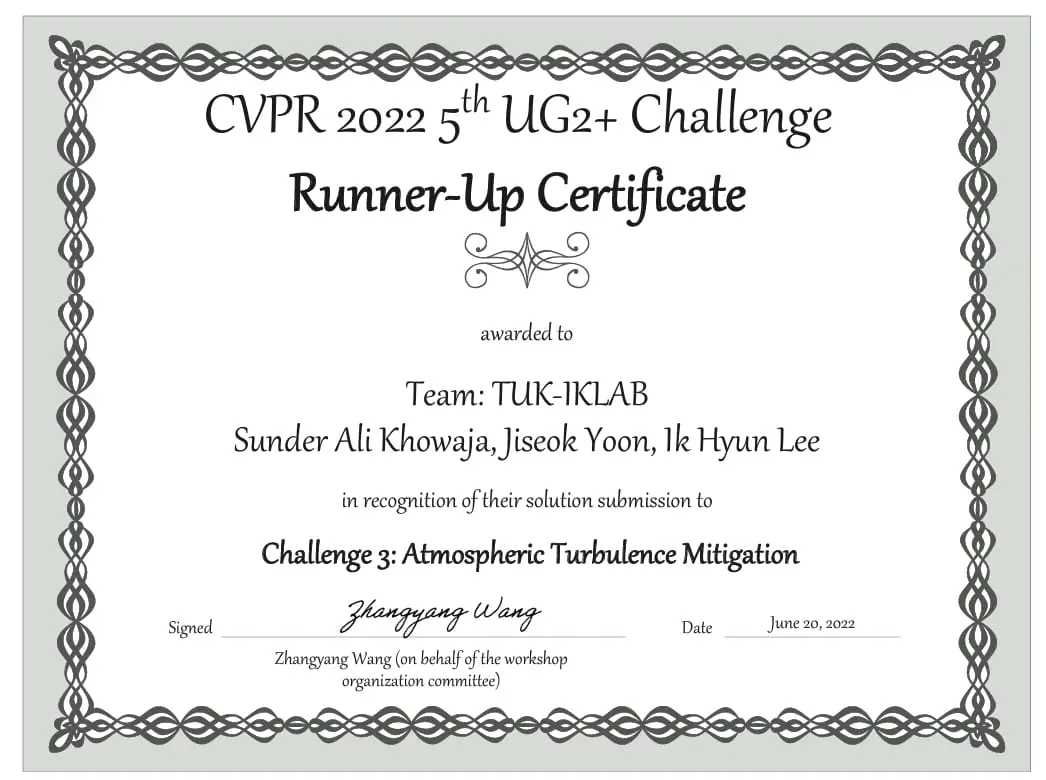 CVPR 2022 5th UG2+ Challenge
Runner-Up Certificate
awarded to
Team: TUK-IKLAB
Sunder Ali Khowaja, Jiseok Yoon, Ik Hyun Lee
in recognition of their solution submission to
Challenge 3: Atmospheric Turbulence Mitigation
Zhangyang Wang
Signed
Date
June 20, 2022
Zhangyang Wang (on behalf of the workshop
organization committee)